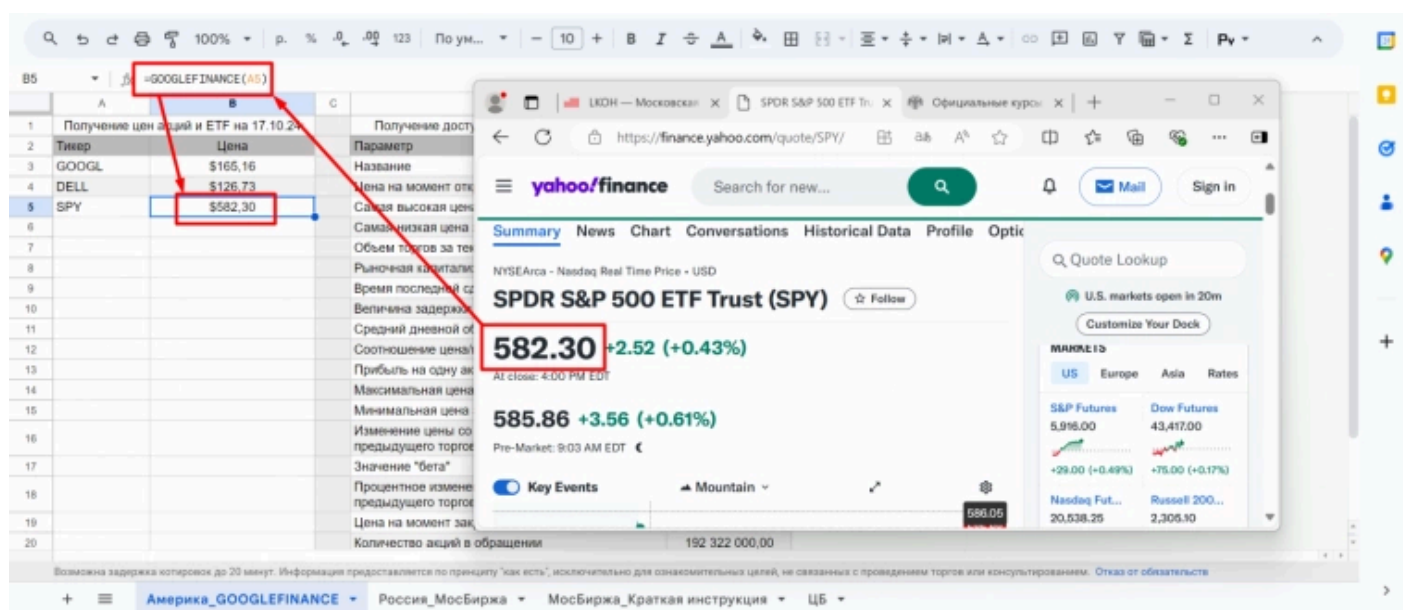 100%
р.
%
.0
.00
123
По ум...
10
B
I
A
B5
=GOOGLEFINANCE(A5)
A
B
C
1 Получение цен акций и ETF на 17.10.24 Получение досту
2 Тикер Цена Параметр
3 GOOGL $165,16 Название
4 DELL $126,73 Цена на момент отк
5 SPY $582,30 Самая высокая цен
6 Самая низкая цена
7 Объем торгов за тек
8 Рыночная капитализ
9 Время последней сд
10 Величина задержки
11 Средний дневной об
12 Соотношение цена/
13 Прибыль на одну ак
14 Максимальная цена
15 Минимальная цена
16 Изменение цены со
предыдущего торгов
17 Значение "бета"
18 Процентное измене
предыдущего торгов
19 Цена на момент зак
20 Количество акций в обращении 192 322 000,00
LKOH — Московская
SPDR S&P 500 ETF Tru
Официальные курсы
https://finance.yahoo.com/quote/SPY/
yahoo!finance
Search for new...
Mail
Sign in
Summary News Chart Conversations Historical Data Profile Optic
NYSEArca - Nasdaq Real Time Price • USD
SPDR S&P 500 ETF Trust (SPY)
Follow
582.30 +2.52 (+0.43%)
At close: 4:00 PM EDT
585.86 +3.56 (+0.61%)
Pre-Market: 9:03 AM EDT
Key Events
Mountain
586.05
Quote Lookup
U.S. markets open in 20m
Customize Your Dock
MARKETS
US Europe Asia Rates
S&P Futures Dow Futures
5,916.00 43,417.00
+29.00 (+0.49%) +75.00 (+0.17%)
Nasdaq Fut... Russell 200...
20,538.25 2,305.10
Возможна задержка котировок до 20 минут. Информация предоставляется по принципу "как есть", исключительно для ознакомительных целей, не связанных с проведением торгов или консультированием. Отказ от обязательств
Америка_GOOGLEFINANCE
Россия_МосБиржа
МосБиржа_Краткая инструкция
ЦБ